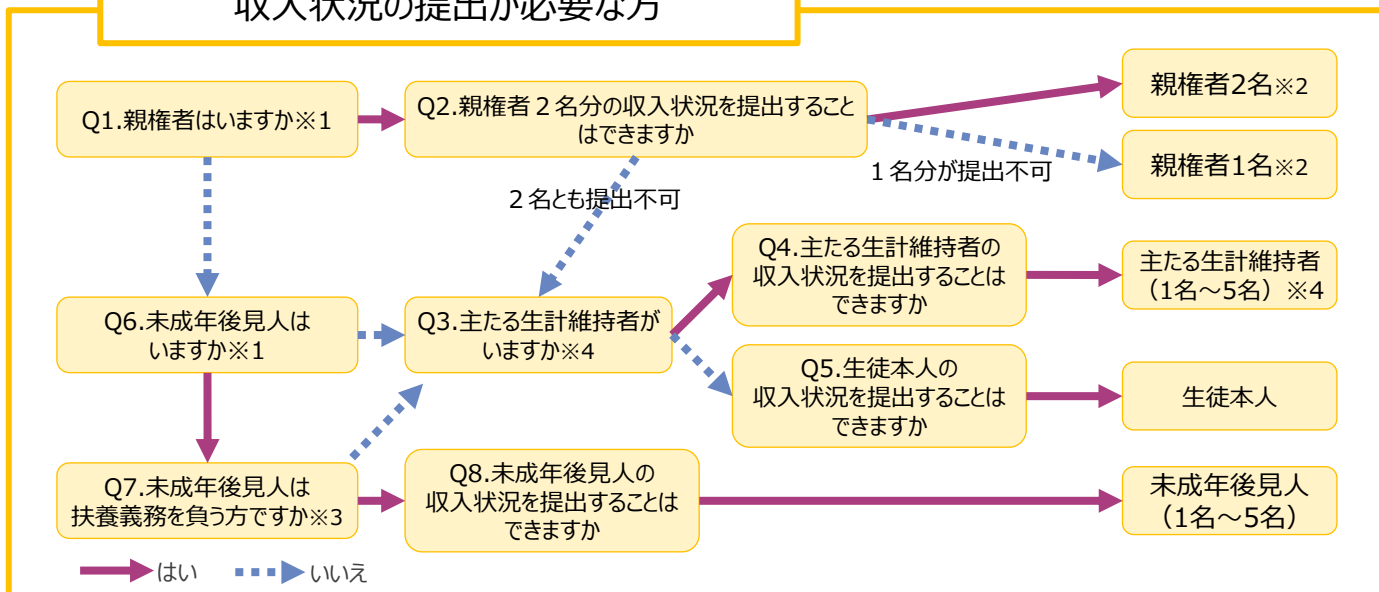 収入状況の提出が必要な方
Q1.親権者はいますか※1
Q2.親権者2名分の収入状況を提出すること
はできますか
親権者2名※2
親権者1名※2
1名分が提出不可
2名とも提出不可
Q6.未成年後見人は
いますか※1
Q3.主たる生計維持者が
いますか※4
Q4.主たる生計維持者の
収入状況を提出することは
できますか
主たる生計維持者
(1名~5名)※4
Q5.生徒本人の
収入状況を提出することは
できますか
生徒本人
Q7.未成年後見人は
扶養義務を負う方ですか※3
Q8.未成年後見人の
収入状況を提出することは
できますか
未成年後見人
(1名~5名)
はい
いいえ